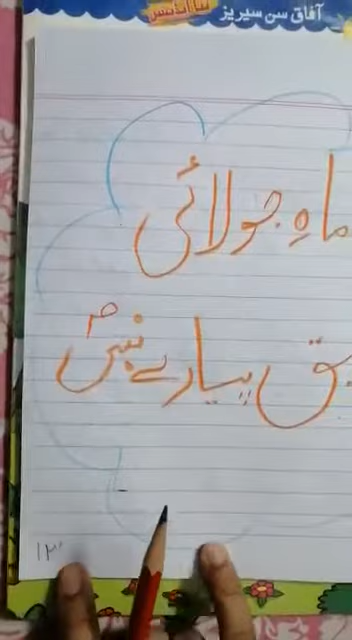 آفاق سن سیریز
ماہِ جولائی
ق پیارے نبیؐ